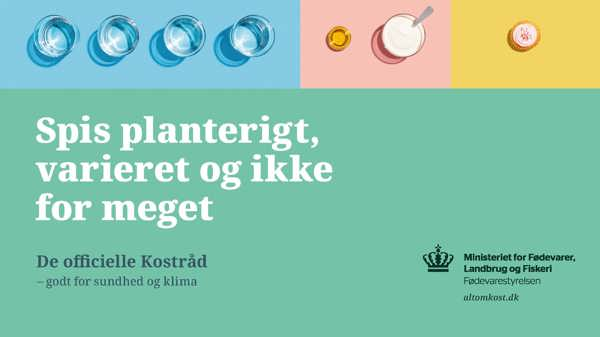 Spis planterigt,
varieret og ikke
for meget
De officielle Kostråd
– godt for sundhed og klima
Ministeriet for Fødevarer,
Landbrug og Fiskeri
Fødevarestyrelsen
altomkost.dk